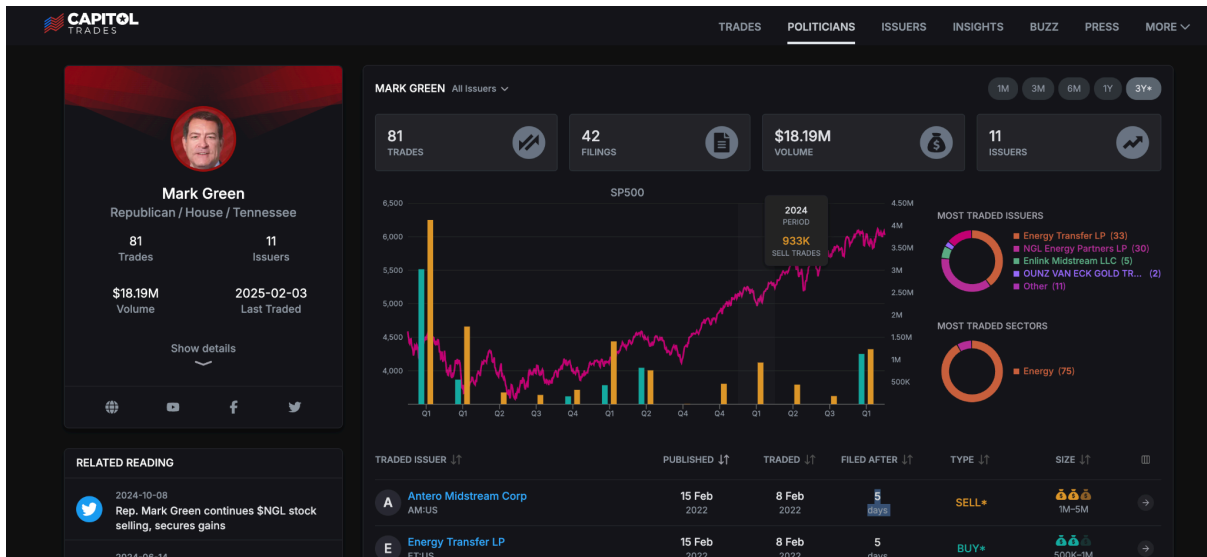 CAPITOL
TRADES
TRADES POLITICIANS ISSUERS INSIGHTS BUZZ PRESS MORE
Mark Green
Republican / House / Tennessee
81 11
Trades Issuers
$18.19M 2025-02-03
Volume Last Traded
Show details
RELATED READING
2024-10-08
Rep. Mark Green continues $NGL stock
selling, secures gains
2024-06-14
MARK GREEN All Issuers 1M 3M 6M 1Y 3Y*
81
TRADES
42
FILINGS
$18.19M
VOLUME
11
ISSUERS
SP500
6,500
6,000
5,500
5,000
4,500
4,000
2024
PERIOD
933K
SELL TRADES
4.50M
4M
3.50M
3M
2.50M
2M
1.50M
1M
500K
Q1 Q1 Q2 Q3 Q4 Q1 Q2 Q4 Q4 Q1 Q2 Q3 Q1
MOST TRADED ISSUERS
Energy Transfer LP (33)
NGL Energy Partners LP (30)
Enlink Midstream LLC (5)
OUNZ VAN ECK GOLD TR... (2)
Other (11)
MOST TRADED SECTORS
Energy (75)
TRADED ISSUER PUBLISHED TRADED FILED AFTER TYPE SIZE
A Antero Midstream Corp 15 Feb 8 Feb 5 SELL*
AM:US 2022 2022 days 1M–5M
E Energy Transfer LP 15 Feb 8 Feb 5 BUY*
ET:US 2022 2022 days 500K–1M